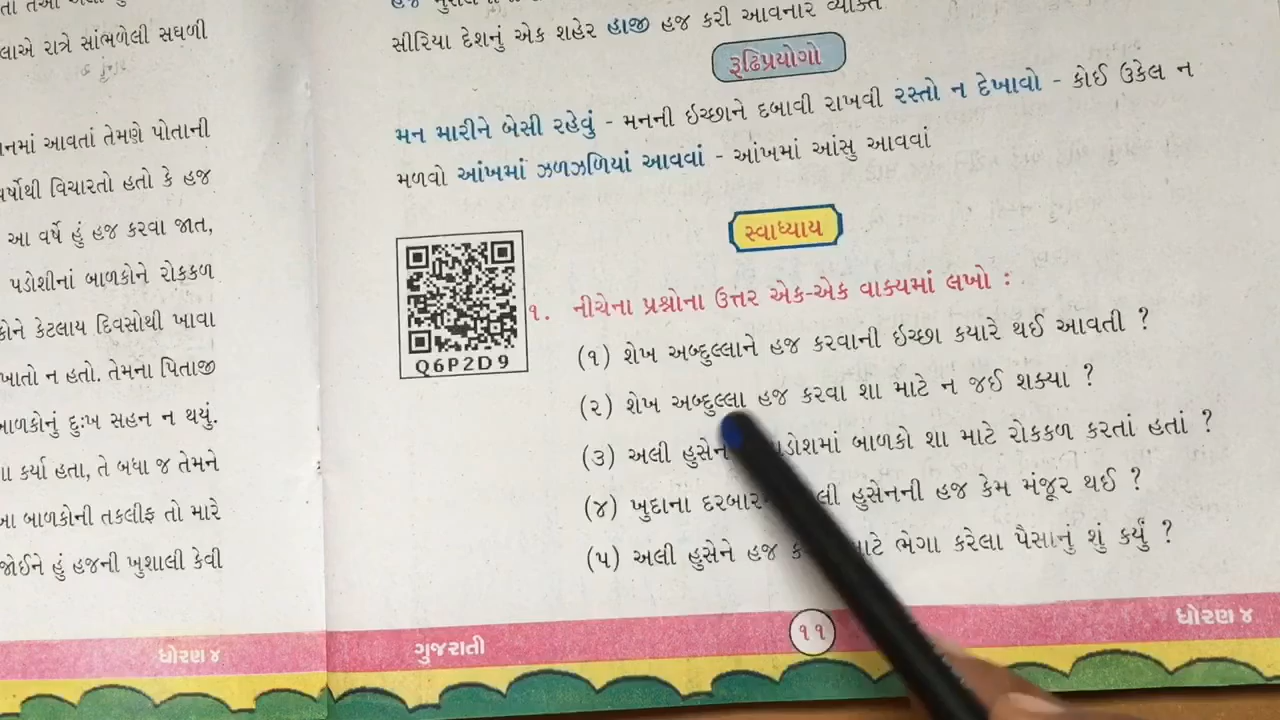 લાએ રાત્રે સાંભળેલી સઘળી
નમાં આવતાં તેમણે પોતાની
વર્ષોથી વિચારતો હતો કે હજ
આ વર્ષે હું હજ કરવા જાત,
પડોશીનાં બાળકોને રોકકળ
કોને કેટલાય દિવસોથી ખાવા
ખાતો ન હતો. તેમના પિતાજી
બાળકોનું દુઃખ સહન ન થયું.
ગા કર્યા હતા, તે બધા જ તેમને
આ બાળકોની તકલીફ તો મારે
જોઈને હું હજની ખુશાલી કેવી
ધોરણ ૪
સીરિયા દેશનું એક શહેર હાજી હજ કરી આવનાર વ્યક્તિ
રૂઢિપ્રયોગો
મન મારીને બેસી રહેવું - મનની ઇચ્છાને દબાવી રાખવી રસ્તો ન દેખાવો - કોઈ ઉકેલ ન
મળવો આંખમાં ઝળઝળિયાં આવવાં - આંખમાં આંસુ આવવાં
સ્વાધ્યાય
Q6P2D9
૧. નીચેના પ્રશ્નોના ઉત્તર એક-એક વાક્યમાં લખો :
(૧) શેખ અબ્દુલ્લાને હજ કરવાની ઇચ્છા કયારે થઈ આવતી ?
(૨) શેખ અબ્દુલ્લા હજ કરવા શા માટે ન જઈ શક્યા ?
(૩) અલી હુસેન ડોશમાં બાળકો શા માટે રોકકળ કરતાં હતાં ?
(૪) ખુદાના દરબાર લી હુસેનની હજ કેમ મંજૂર થઈ ?
(૫) અલી હુસેને હજ ક માટે ભેગા કરેલા પૈસાનું શું કર્યું ?
ગુજરાતી
૧૧
ધોરણ ૪